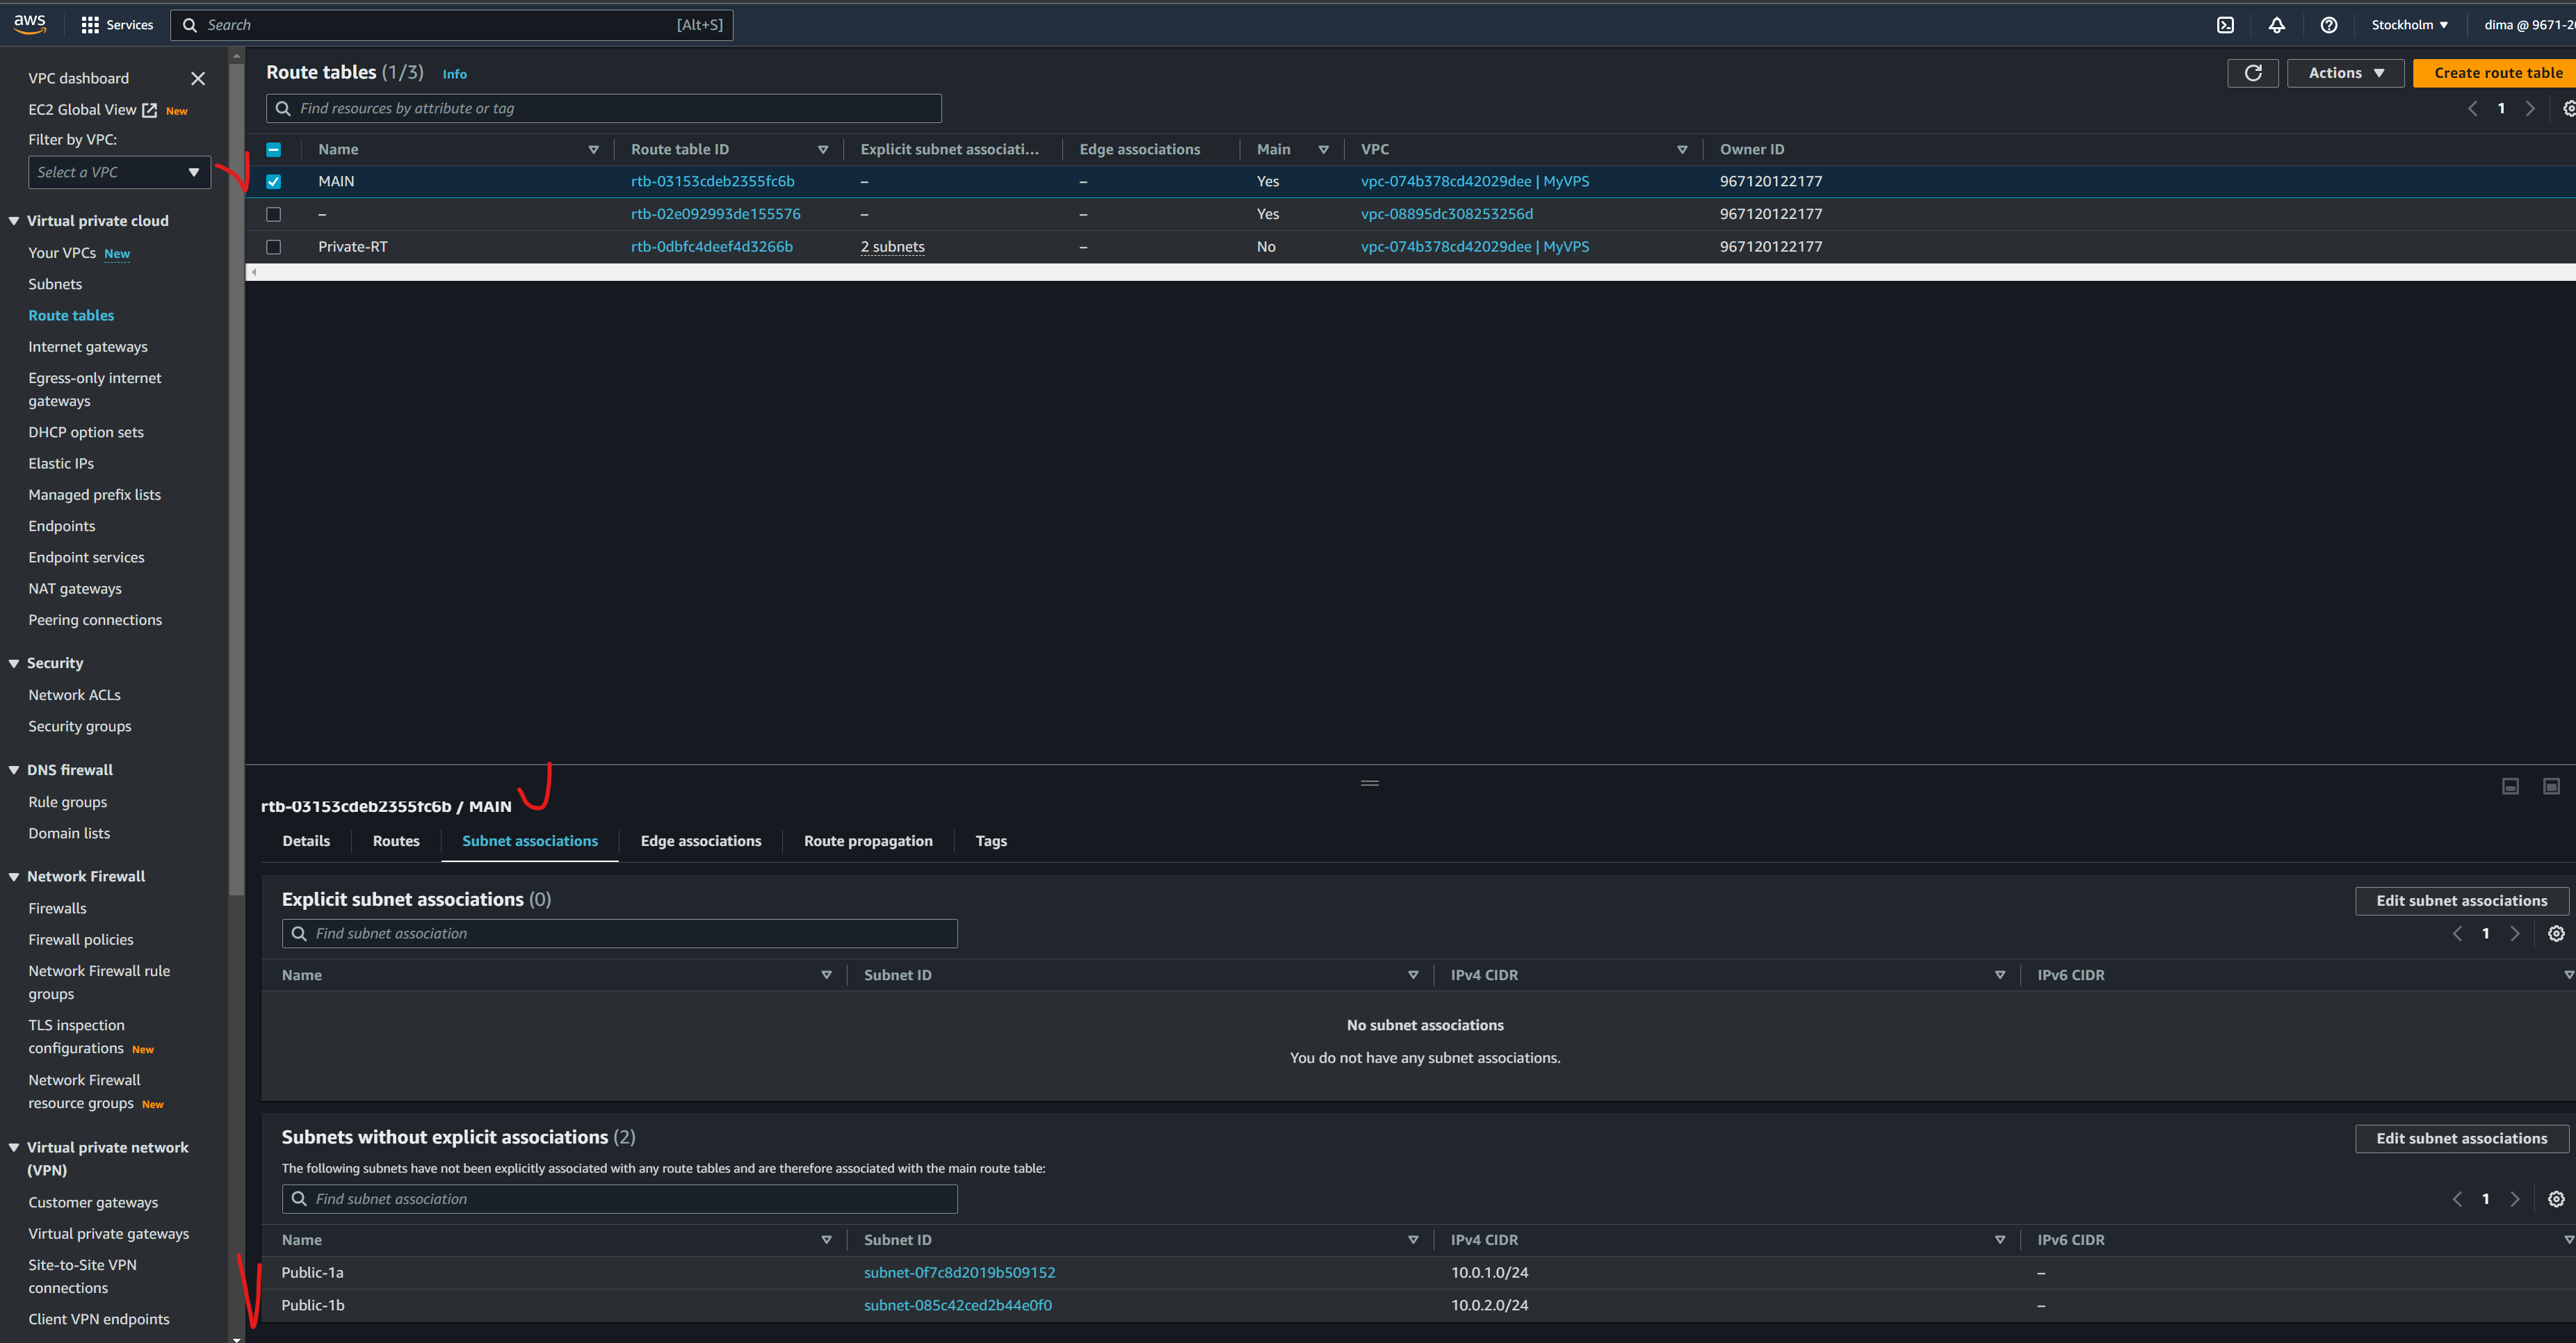 aws Services Search [Alt+S] Stockholm dima @ 9671-20
VPC dashboard
EC2 Global View New
Filter by VPC:
Select a VPC
Virtual private cloud
Your VPCs New
Subnets
Route tables
Internet gateways
Egress-only internet
gateways
DHCP option sets
Elastic IPs
Managed prefix lists
Endpoints
Endpoint services
NAT gateways
Peering connections
Security
Network ACLs
Security groups
DNS firewall
Rule groups
Domain lists
Network Firewall
Firewalls
Firewall policies
Network Firewall rule
groups
TLS inspection
configurations New
Network Firewall
resource groups New
Virtual private network
(VPN)
Customer gateways
Virtual private gateways
Site-to-Site VPN
connections
Client VPN endpoints
Route tables (1/3) Info
Actions Create route table
Find resources by attribute or tag
1
Name Route table ID Explicit subnet associati... Edge associations Main VPC Owner ID
MAIN rtb-03153cdeb2355fc6b – – Yes vpc-074b378cd42029dee | MyVPS 967120122177
– rtb-02e092993de155576 – – Yes vpc-08895dc308253256d 967120122177
Private-RT rtb-0dbfc4deef4d3266b 2 subnets – No vpc-074b378cd42029dee | MyVPS 967120122177
rtb-03153cdeb2355fc6b / MAIN
Details Routes Subnet associations Edge associations Route propagation Tags
Explicit subnet associations (0)
Edit subnet associations
Find subnet association
1
Name Subnet ID IPv4 CIDR IPv6 CIDR
No subnet associations
You do not have any subnet associations.
Subnets without explicit associations (2)
Edit subnet associations
The following subnets have not been explicitly associated with any route tables and are therefore associated with the main route table:
Find subnet association
1
Name Subnet ID IPv4 CIDR IPv6 CIDR
Public-1a subnet-0f7c8d2019b509152 10.0.1.0/24 –
Public-1b subnet-085c42ced2b44e0f0 10.0.2.0/24 –